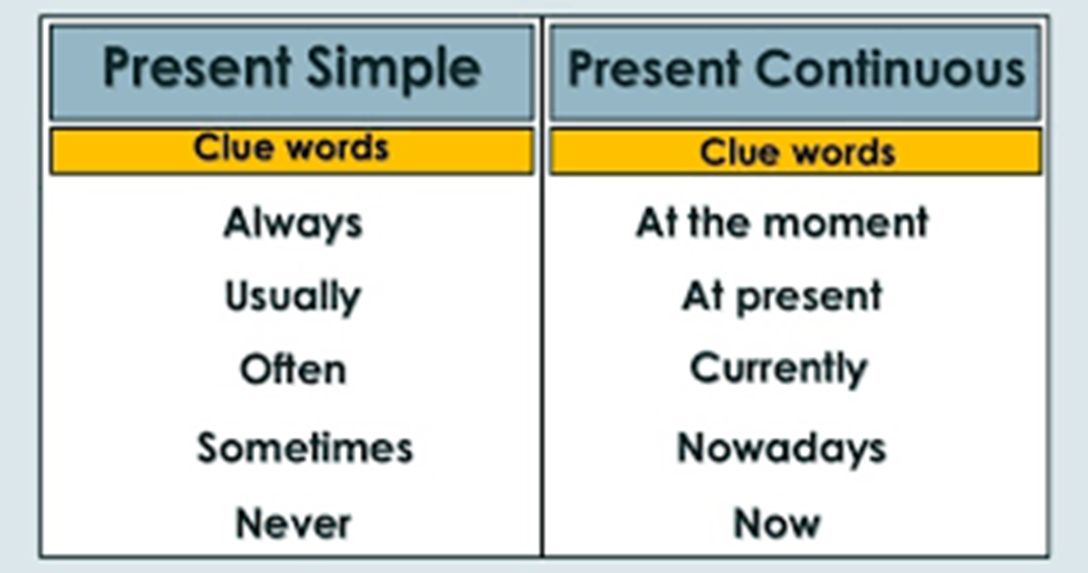 Present Simple
Present Continuous
Clue words
Clue words
Always
At the moment
Usually
At present
Often
Currently
Sometimes
Nowadays
Never
Now